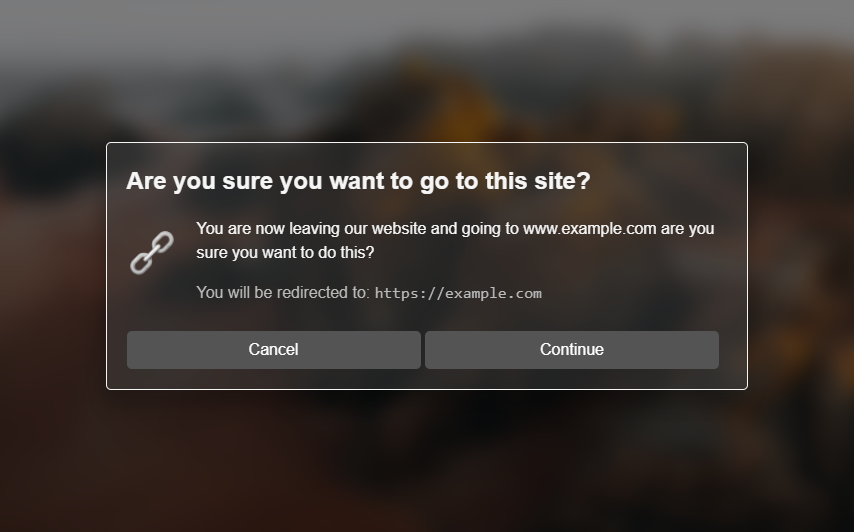 Are you sure you want to go to this site?
You are now leaving our website and going to www.example.com are you
sure you want to do this?
You will be redirected to: https://example.com
Cancel
Continue